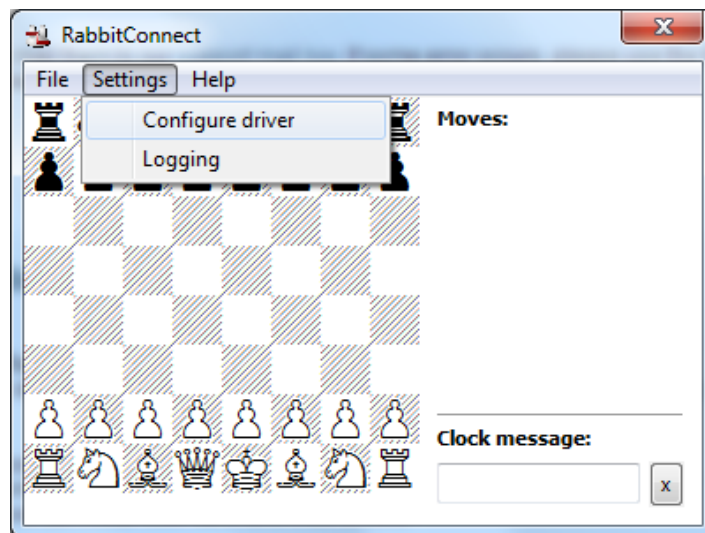 RabbitConnect
File Settings Help
Configure driver
Logging
Moves:
Clock message:
x